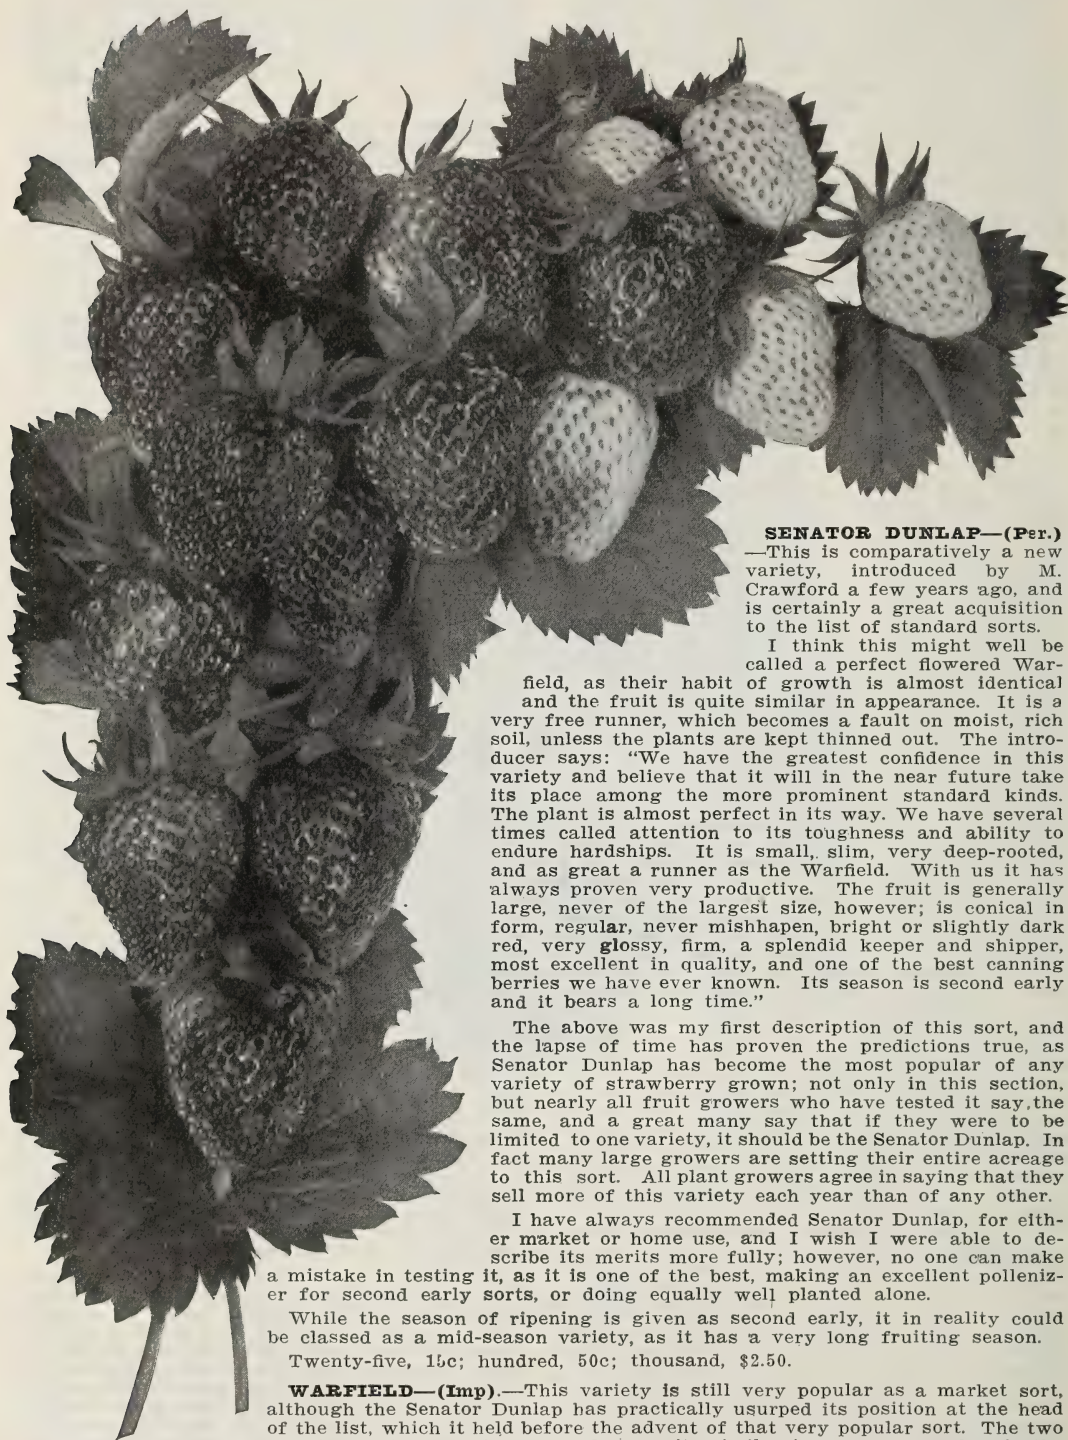 SENATOR DUNLAP—(Per.)
—This is comparatively a new
variety, introduced by M.
Crawford a few years ago, and
is certainly a great acquisition
to the list of standard sorts.
I think this might well be
called a perfect flowered War-
field, as their habit of growth is almost identical
and the fruit is quite similar in appearance. It is a
very free runner, which becomes a fault on moist, rich
soil, unless the plants are kept thinned out. The intro-
ducer says: “We have the greatest confidence in this
variety and believe that it will in the near future take
its place among the more prominent standard kinds.
The plant is almost perfect in its way. We have several
times called attention to its toughness and ability to
endure hardships. It is small, slim, very deep-rooted,
and as great a runner as the Warfield. With us it has
always proven very productive. The fruit is generally
large, never of the largest size, however; is conical in
form, regular, never mishhapen, bright or slightly dark
red, very glossy, firm, a splendid keeper and shipper,
most excellent in quality, and one of the best canning
berries we have ever known. Its season is second early
and it bears a long time.”
The above was my first description of this sort, and
the lapse of time has proven the predictions true, as
Senator Dunlap has become the most popular of any
variety of strawberry grown; not only in this section,
but nearly all fruit growers who have tested it say the
same, and a great many say that if they were to be
limited to one variety, it should be the Senator Dunlap. In
fact many large growers are setting their entire acreage
to this sort. All plant growers agree in saying that they
sell more of this variety each year than of any other.
I have always recommended Senator Dunlap, for eith-
er market or home use, and I wish I were able to de-
scribe its merits more fully; however, no one can make
a mistake in testing it, as it is one of the best, making an excellent polleniz-
er for second early sorts, or doing equally well planted alone.
While the season of ripening is given as second early, it in reality could
be classed as a mid-season variety, as it has a very long fruiting season.
Twenty-five, 15c; hundred, 50c; thousand, $2.50.
WARFIELD—(Imp).—This variety is still very popular as a market sort,
although the Senator Dunlap has practically usurped its position at the head
of the list, which it held before the advent of that very popular sort. The two